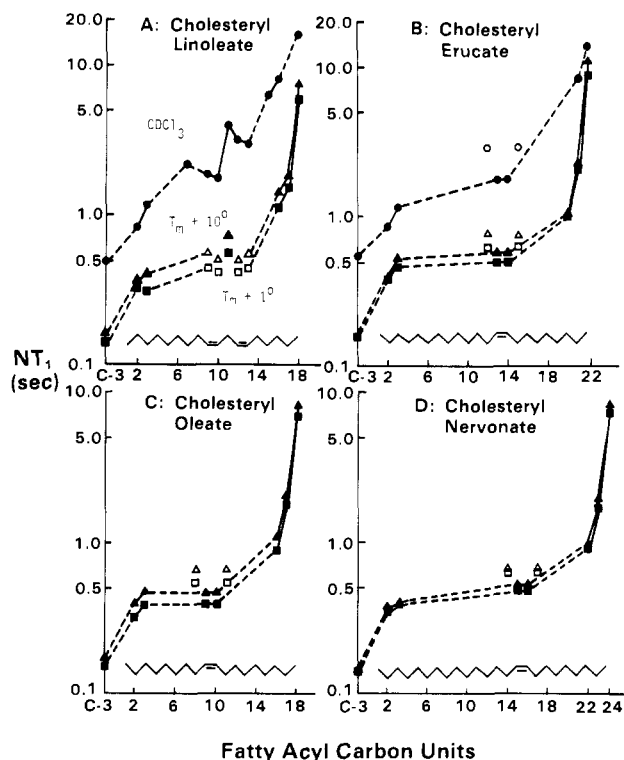 A: Cholesteryl
Linoleate
B: Cholesteryl
Erucate
20.0
10.0
5.0
1.0
0.5
0.1
CDCl3
Tm + 10°
Tm + 1°
C-3 2 6 10 14 18
20.0
10.0
5.0
1.0
0.5
0.1
C-3 2 6 10 14 18 22
NT1
(sec)
C: Cholesteryl
Oleate
D: Cholesteryl
Nervonate
10.0
5.0
1.0
0.5
0.1
C-3 2 6 10 14 18
10.0
5.0
1.0
0.5
0.1
C-3 2 6 10 14 18 22 24
Fatty Acyl Carbon Units